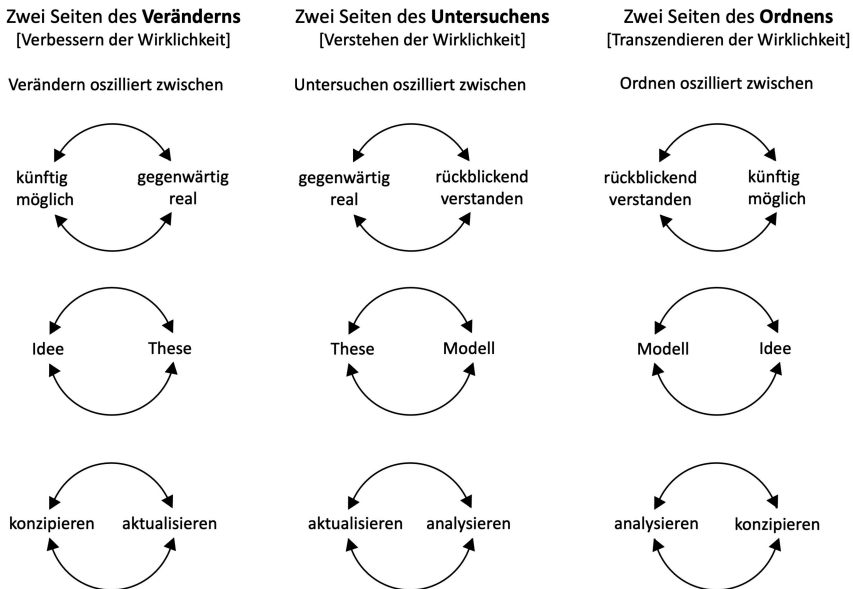 Zwei Seiten des Veränderns
[Verbessern der Wirklichkeit]
Verändern oszilliert zwischen
künftig
möglich
gegenwärtig
real
Idee
These
konzipieren
aktualisieren
Zwei Seiten des Untersuchens
[Verstehen der Wirklichkeit]
Untersuchen oszilliert zwischen
gegenwärtig
real
rückblickend
verstanden
These
Modell
aktualisieren
analysieren
Zwei Seiten des Ordnens
[Transzendieren der Wirklichkeit]
Ordnen oszilliert zwischen
rückblickend
verstanden
künftig
möglich
Modell
Idee
analysieren
konzipieren